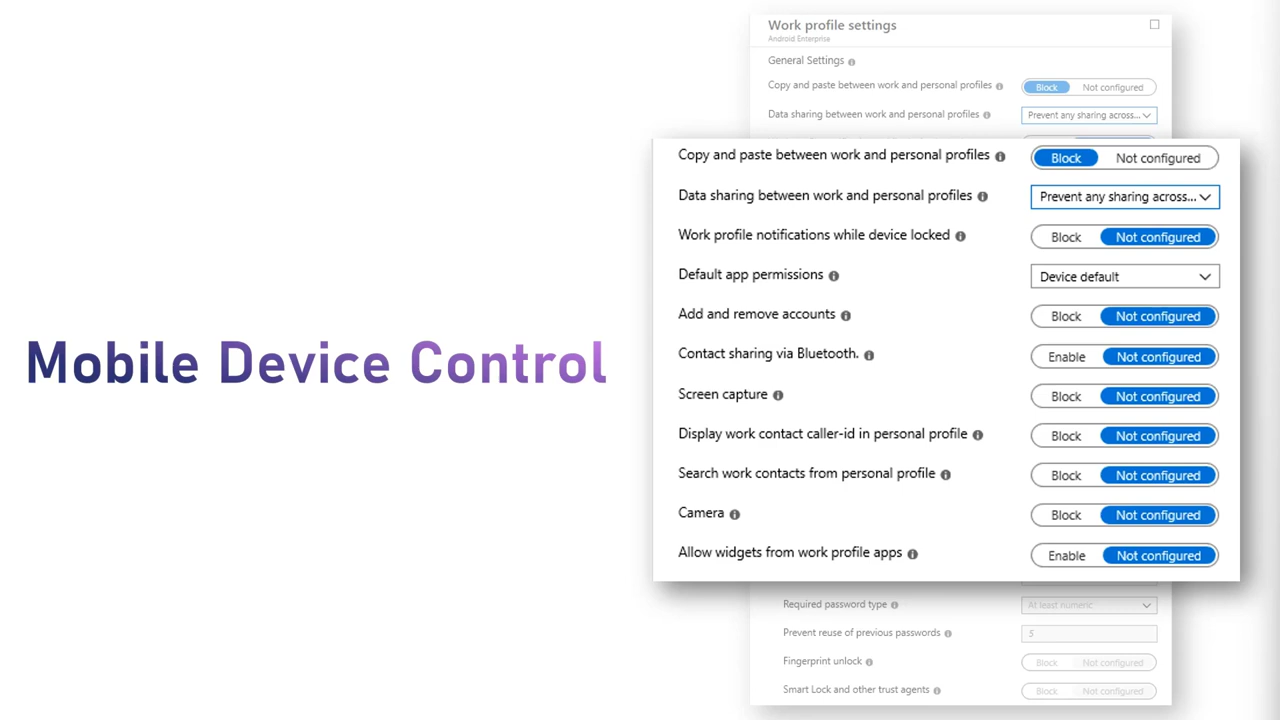 Work profile settings
Android Enterprise
General Settings
Copy and paste between work and personal profiles Block Not configured
Data sharing between work and personal profiles Prevent any sharing across...
Mobile Device Control
Copy and paste between work and personal profiles Block Not configured
Data sharing between work and personal profiles Prevent any sharing across...
Work profile notifications while device locked Block Not configured
Default app permissions Device default
Add and remove accounts Block Not configured
Contact sharing via Bluetooth. Enable Not configured
Screen capture Block Not configured
Display work contact caller-id in personal profile Block Not configured
Search work contacts from personal profile Block Not configured
Camera Block Not configured
Allow widgets from work profile apps Enable Not configured
Required password type At least numeric
Prevent reuse of previous passwords 5
Fingerprint unlock Block Not configured
Smart Lock and other trust agents Block Not configured